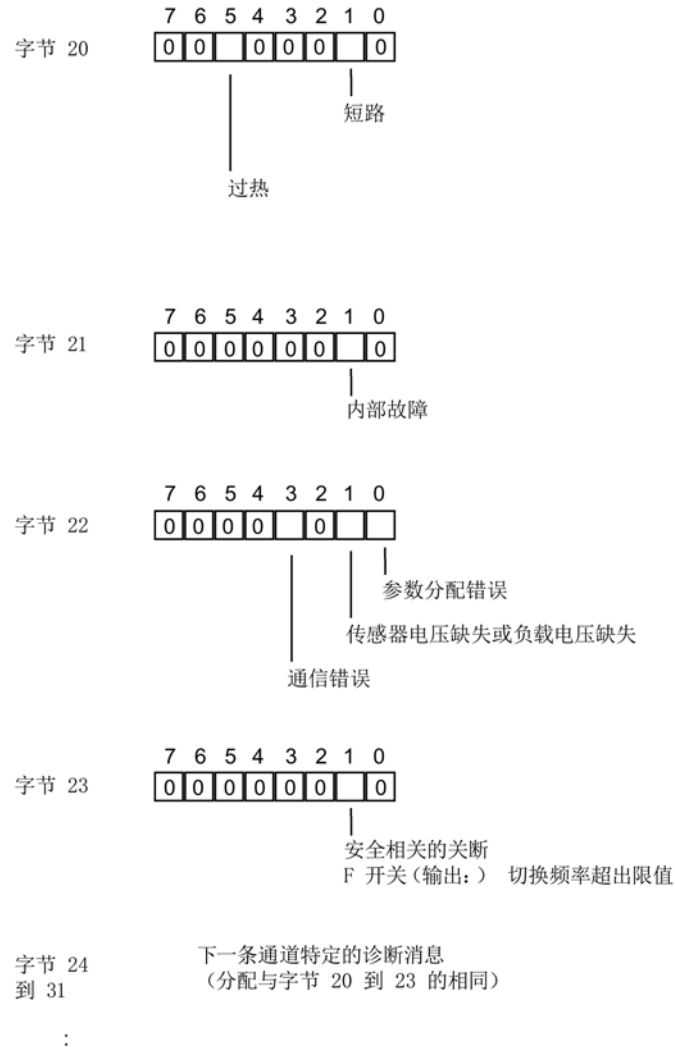 7 6 5 4 3 2 1 0
字节 20
0 0 0 0 0 0
短路
过热
7 6 5 4 3 2 1 0
字节 21
0 0 0 0 0 0 0
内部故障
7 6 5 4 3 2 1 0
字节 22
0 0 0 0 0
参数分配错误
传感器电压缺失或负载电压缺失
通信错误
7 6 5 4 3 2 1 0
字节 23
0 0 0 0 0 0 0
安全相关的关断
F 开关(输出:) 切换频率超出限值
字节 24
到 31
下一条通道特定的诊断消息
(分配与字节 20 到 23 的相同)
: